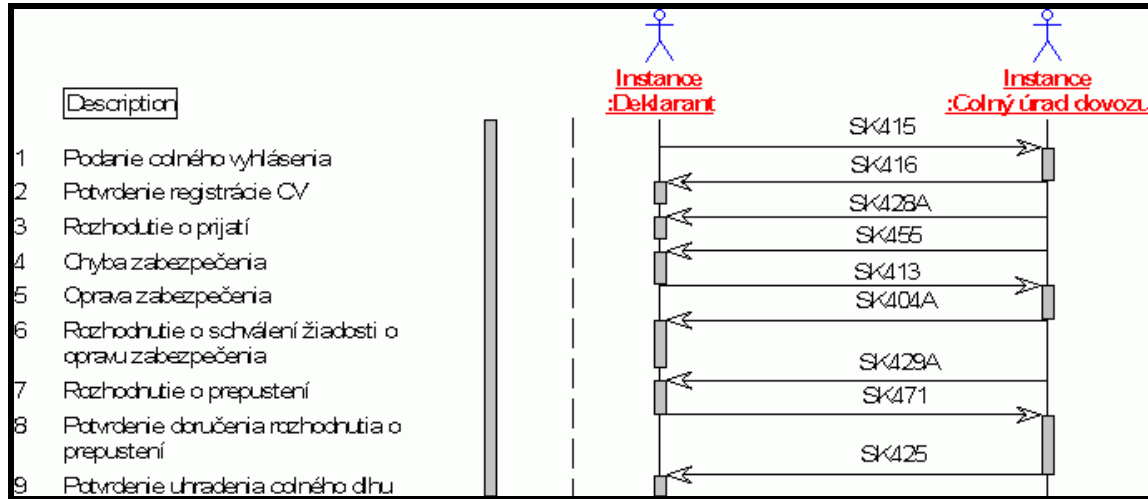 Instance
:Deklarant
Instance
:Colný úrad dovozu
Description
SK415
1 Podanie colného vyhlásenia
SK416
2 Potvrdenie registrácie CV
SK428A
3 Rozhodutie o prijatí
SK455
4 Chyba zabezpečenia
SK413
5 Oprava zabezpečenia
SK404A
6 Rozhodnutie o schválení žiadosti o
opravu zabezpečenia
SK429A
7 Rozhodnutie o prepustení
SK471
8 Potvrdenie doručenia rozhodnutia o
prepustení
SK425
9 Potvrdenie uhradenia colného dlhu